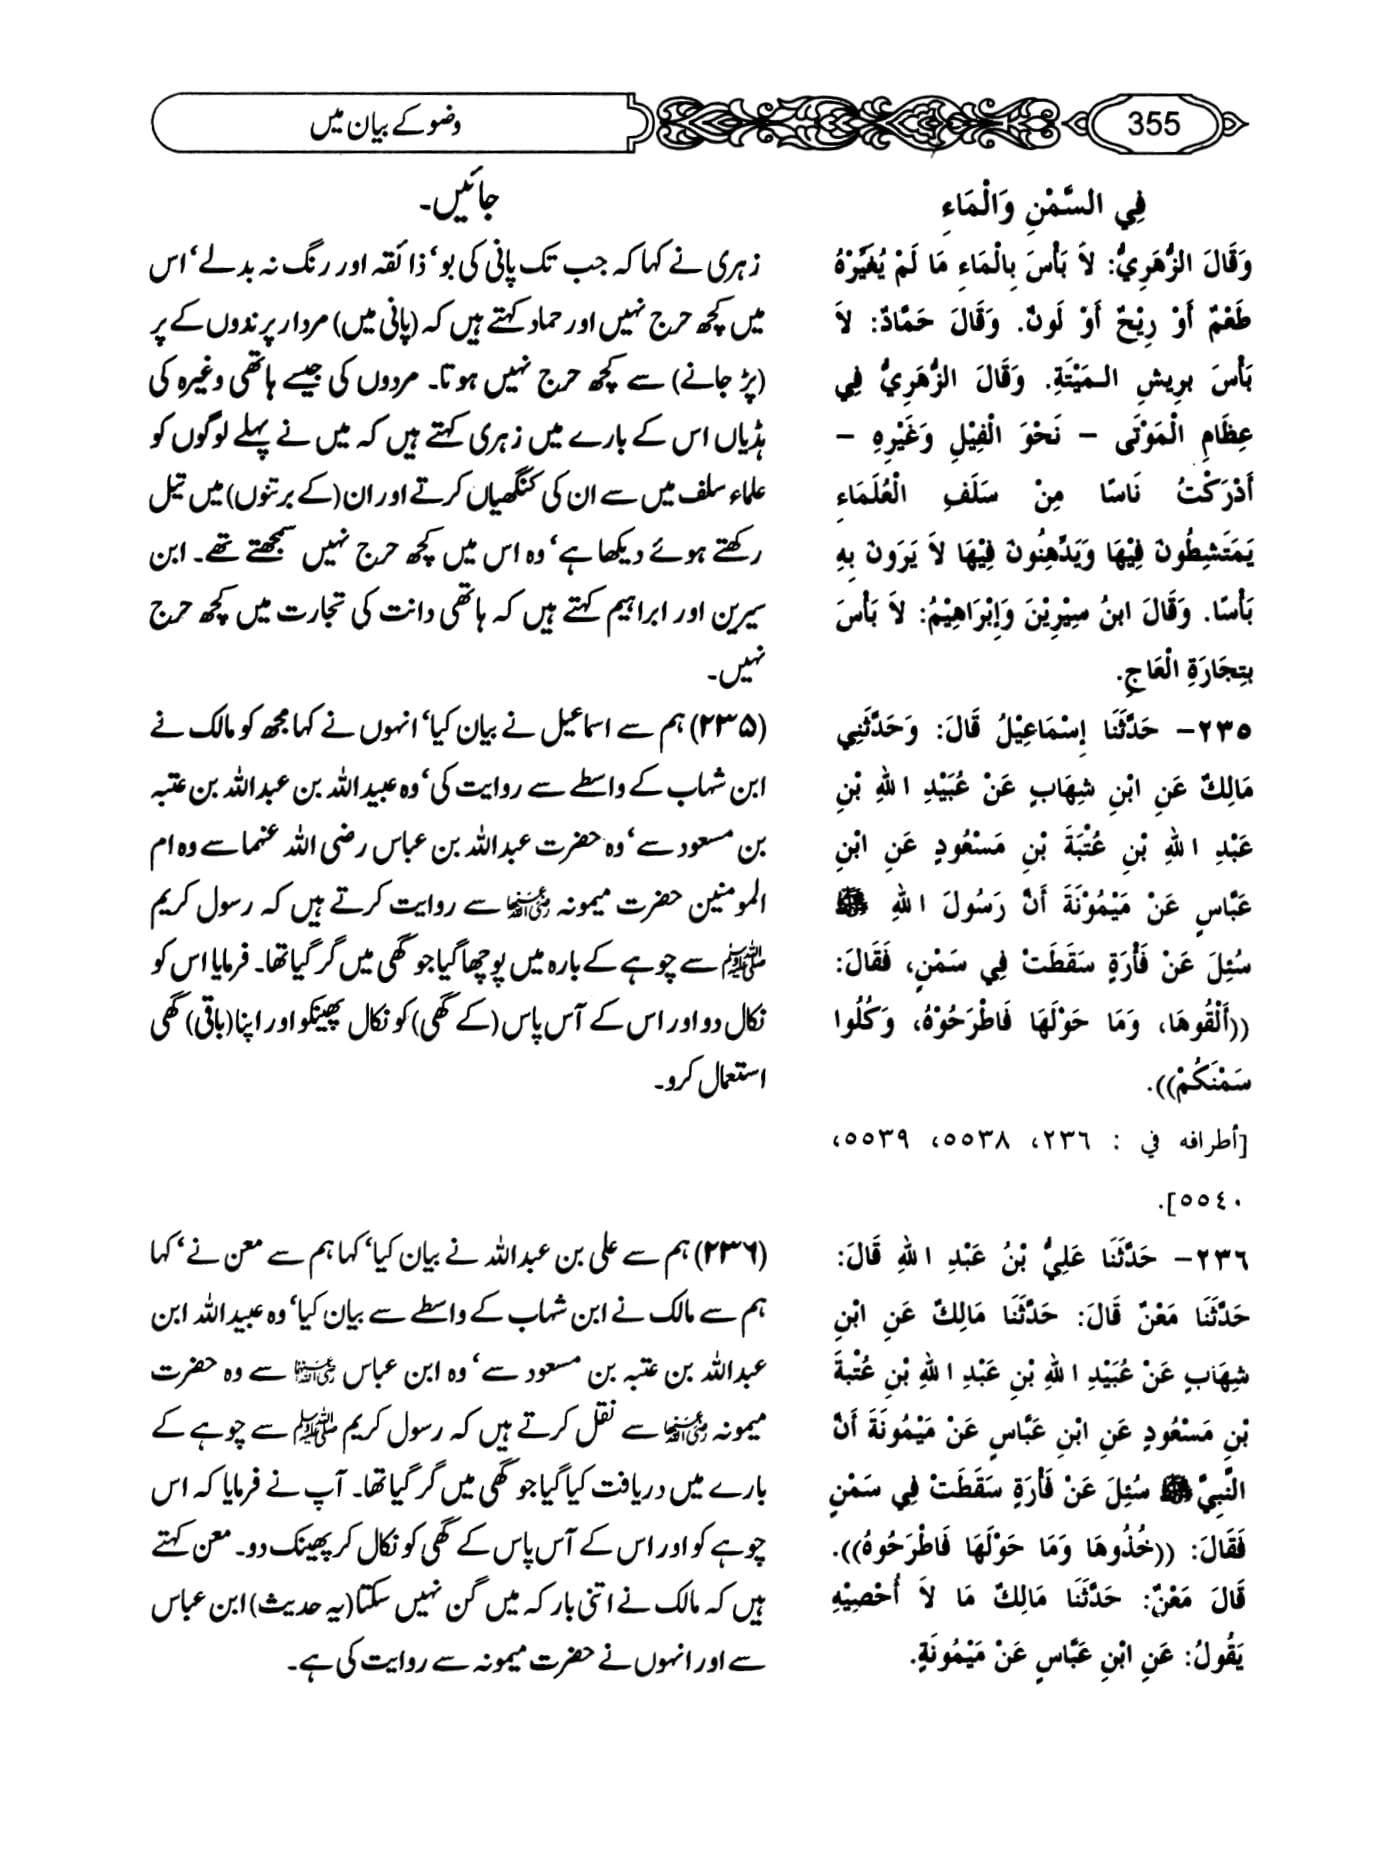 355
وضو کے بیان میں
فِي السَّمْنِ وَالْمَاءِ
وَقَالَ الزُّهَرِيُّ: لاَ بَأْسَ بِالْمَاءِ مَا لَمْ يُغَيِّرْهُ
طَعْمٌ أَوْ رِيْحٌ أَوْ لَونٌ. وَقَالَ حَمَّادٌ: لاَ
بَأْسَ بِرِيشِ الـمَيْتَةِ. وَقَالَ الزُّهَرِيُّ فِي
عِظَامِ الْمَوْتَى – نَحْوَ الْفِيْلِ وَغَيْرِهِ –
أَدْرَكْتُ نَاسًا مِنْ سَلَفِ الْعُلَمَاءِ
يَمْتَشِطُونَ فِيْهَا وَيَدَّهِنُونَ فِيْهَا لاَ يَرَونَ بِهِ
بَأْسًا. وَقَالَ ابنُ سِيْرِيْنَ وَإِبْرَاهِيْمُ: لاَ بَأْسَ
بِتِجَارَةِ الْعَاجِ.
٢٣٥– حَدَّثَنَا إِسْمَاعِيْلُ قَالَ: وَحَدَّثَنِي
مَالِكٌ عَنِ ابْنِ شِهَابٍ عَنْ عُبَيْدِ اللهِ بْنِ
عَبْدِ اللهِ بْنِ عُتْبَةَ بْنِ مَسْعُودٍ عَنِ ابْنِ
عَبَّاسٍ عَنْ مَيْمُوْنَةَ أَنَّ رَسُولَ اللهِ ﷺ
سُئِلَ عَنْ فَأْرَةٍ سَقَطَتْ فِي سَمْنٍ، فَقَالَ:
((أَلْقُوهَا، وَمَا حَوْلَهَا فَاطْرَحُوْهُ، وَكُلُوا
سَمْنَكُمْ)).
[أطرافه في : ٢٣٦، ٥٥٣٨، ٥٥٣٩،
٥٥٤٠].
٢٣٦– حَدَّثَنَا عَلِيُّ بْنُ عَبْدِ اللهِ قَالَ:
حَدَّثَنَا مَعْنٌ قَالَ: حَدَّثَنَا مَالِكٌ عَنِ ابْنِ
شِهَابٍ عَنْ عُبَيْدِ اللهِ بْنِ عَبْدِ اللهِ بْنِ عُتْبَةَ
بْنِ مَسْعُودٍ عَنِ ابْنِ عَبَّاسٍ عَنْ مَيْمُونَةَ أَنَّ
النَّبِيَّ ﷺ سُئِلَ عَنْ فَأْرَةٍ سَقَطَتْ فِي سَمْنٍ
فَقَالَ: ((خُذُوهَا وَمَا حَوْلَهَا فَاطْرَحُوهُ)).
قَالَ مَعْنٌ: حَدَّثَنَا مَالِكٌ مَا لاَ أُحْصِيْهِ
يَقُولُ: عَنِ ابْنِ عَبَّاسٍ عَنْ مَيْمُونَةٍ.
جائیں۔
زہری نے کہا کہ جب تک پانی کی بو‘ ذائقہ اور رنگ نہ بدلے‘ اس
میں کچھ حرج نہیں اور حماد کہتے ہیں کہ (پانی میں) مردار پرندوں کے پر
(پڑ جانے) سے کچھ حرج نہیں ہوتا۔ مردوں کی جیسے ہاتھی وغیرہ کی
ہڈیاں اس کے بارے میں زہری کہتے ہیں کہ میں نے پہلے لوگوں کو
علماء سلف میں سے ان کی کنگھیاں کرتے اور ان (کے برتنوں) میں تیل
رکھتے ہوئے دیکھا ہے‘ وہ اس میں کچھ حرج نہیں سمجھتے تھے۔ ابن
سیرین اور ابراہیم کہتے ہیں کہ ہاتھی دانت کی تجارت میں کچھ حرج
نہیں۔
(۲۳۵) ہم سے اسماعیل نے بیان کیا‘ انہوں نے کہا مجھ کو مالک نے
ابن شہاب کے واسطے سے روایت کی‘ وہ عبیداللہ بن عبداللہ بن عتبہ
بن مسعود سے‘ وہ حضرت عبداللہ بن عباس رضی اللہ عنہما سے وہ ام
المومنین حضرت میمونہ رضی اللہ عنہا سے روایت کرتے ہیں کہ رسول کریم
ﷺ سے چوہے کے بارہ میں پوچھا گیا جو گھی میں گر گیا تھا۔ فرمایا اس کو
نکال دو اور اس کے آس پاس (کے گھی) کو نکال پھینکو اور اپنا (باقی) گھی
استعمال کرو۔
(۲۳۶) ہم سے علی بن عبداللہ نے بیان کیا‘ کہا ہم سے معن نے‘ کہا
ہم سے مالک نے ابن شہاب کے واسطے سے بیان کیا‘ وہ عبیداللہ ابن
عبداللہ بن عتبہ بن مسعود سے‘ وہ ابن عباس رضی اللہ عنہما سے وہ حضرت
میمونہ رضی اللہ عنہا سے نقل کرتے ہیں کہ رسول کریم ﷺ سے چوہے کے
بارے میں دریافت کیا گیا جو گھی میں گر گیا تھا۔ آپ نے فرمایا کہ اس
چوہے کو اور اس کے آس پاس کے گھی کو نکال کر پھینک دو۔ معن کہتے
ہیں کہ مالک نے اتنی بار کہ میں گن نہیں سکتا (یہ حدیث) ابن عباس
سے اور انہوں نے حضرت میمونہ سے روایت کی ہے۔